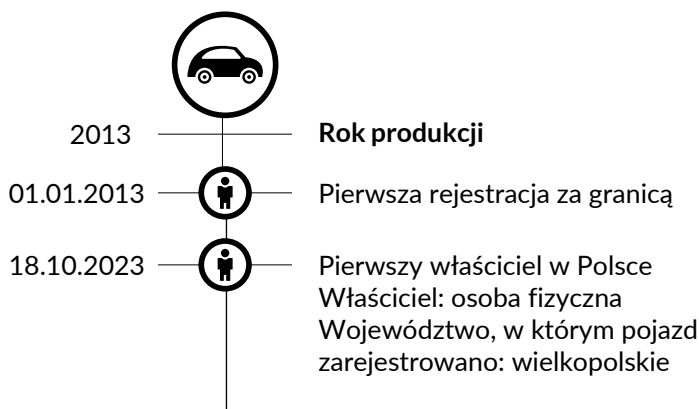 2013 Rok produkcji
01.01.2013 Pierwsza rejestracja za granicą
18.10.2023 Pierwszy właściciel w Polsce
Właściciel: osoba fizyczna
Województwo, w którym pojazd
zarejestrowano: wielkopolskie